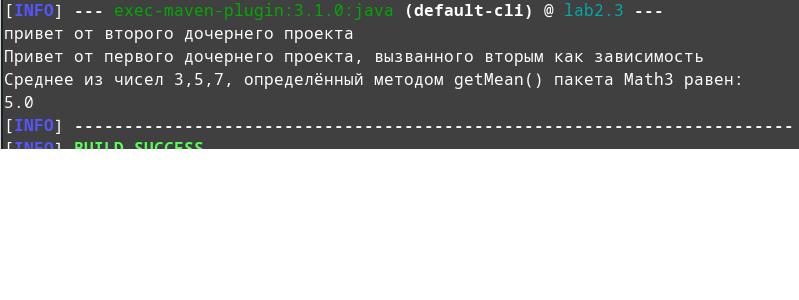 [INFO] --- exec-maven-plugin:3.1.0:java (default-cli) @ lab2.3 ---
привет от второго дочернего проекта
Привет от первого дочернего проекта, вызванного вторым как зависимость
Среднее из чисел 3,5,7, определённый методом getMean() пакета Math3 равен:
5.0
[INFO] ------------------------------------------------------------------------
[INFO] BUILD SUCCESS